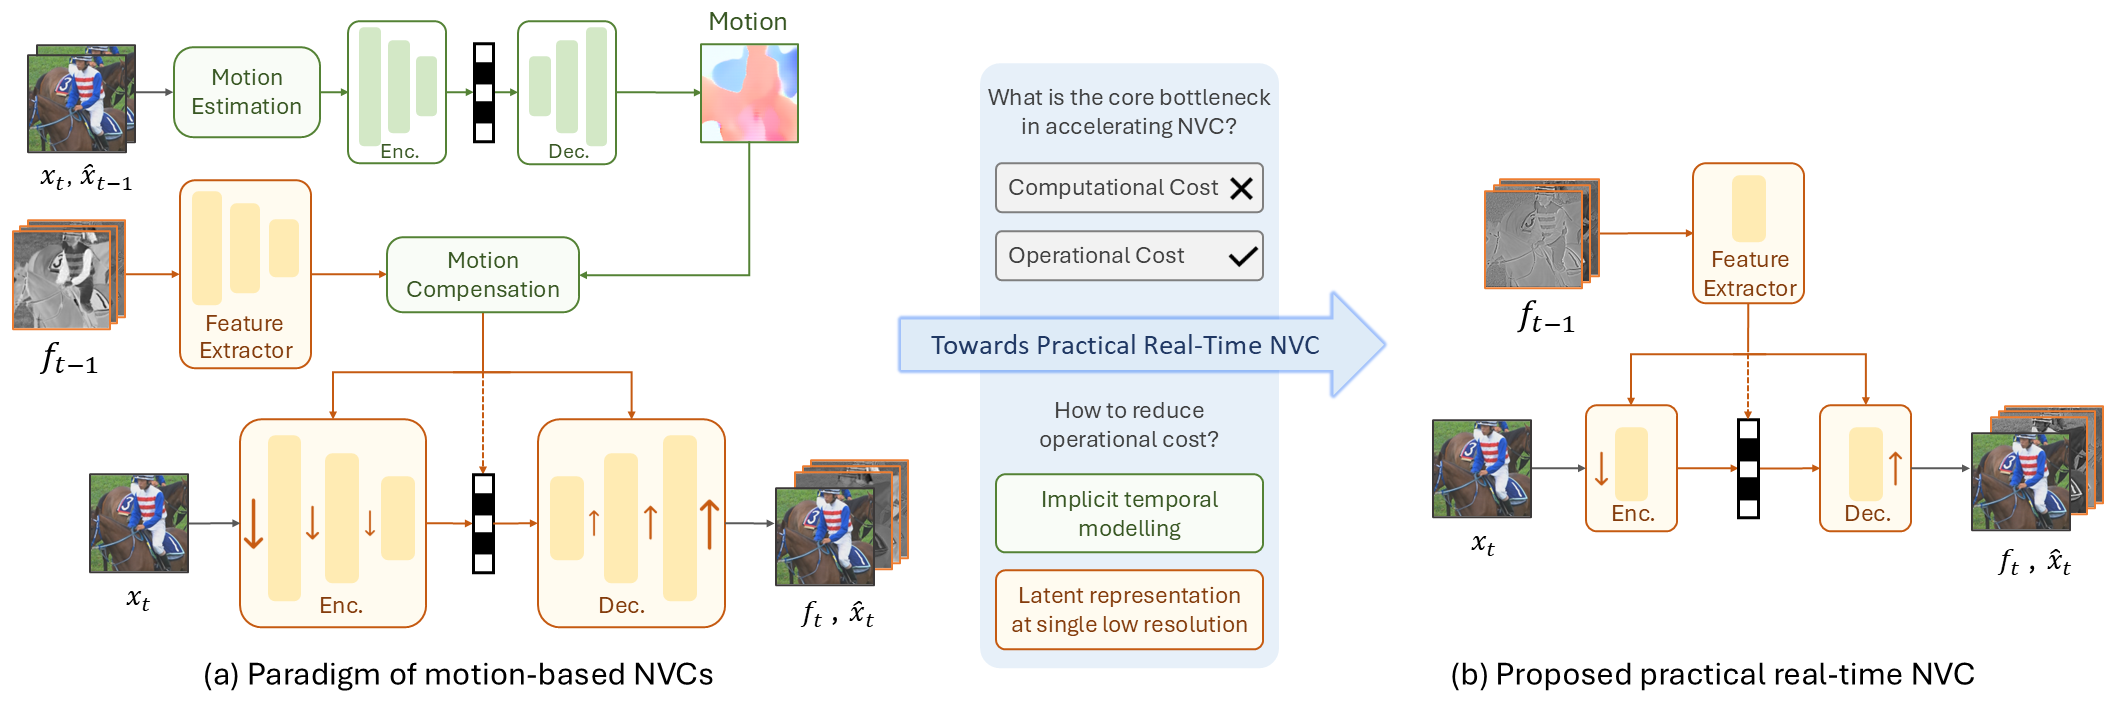 Motion
Estimation
Enc.
Dec.
Motion
x_t, x̂_{t−1}
Feature
Extractor
f_{t−1}
Motion
Compensation
Enc.
Dec.
x_t
f_t , x̂_t
(a) Paradigm of motion-based NVCs
What is the core bottleneck
in accelerating NVC?
Computational Cost
Operational Cost
Towards Practical Real-Time NVC
How to reduce
operational cost?
Implicit temporal
modelling
Latent representation
at single low resolution
Feature
Extractor
f_{t−1}
Enc.
Dec.
x_t
f_t , x̂_t
(b) Proposed practical real-time NVC